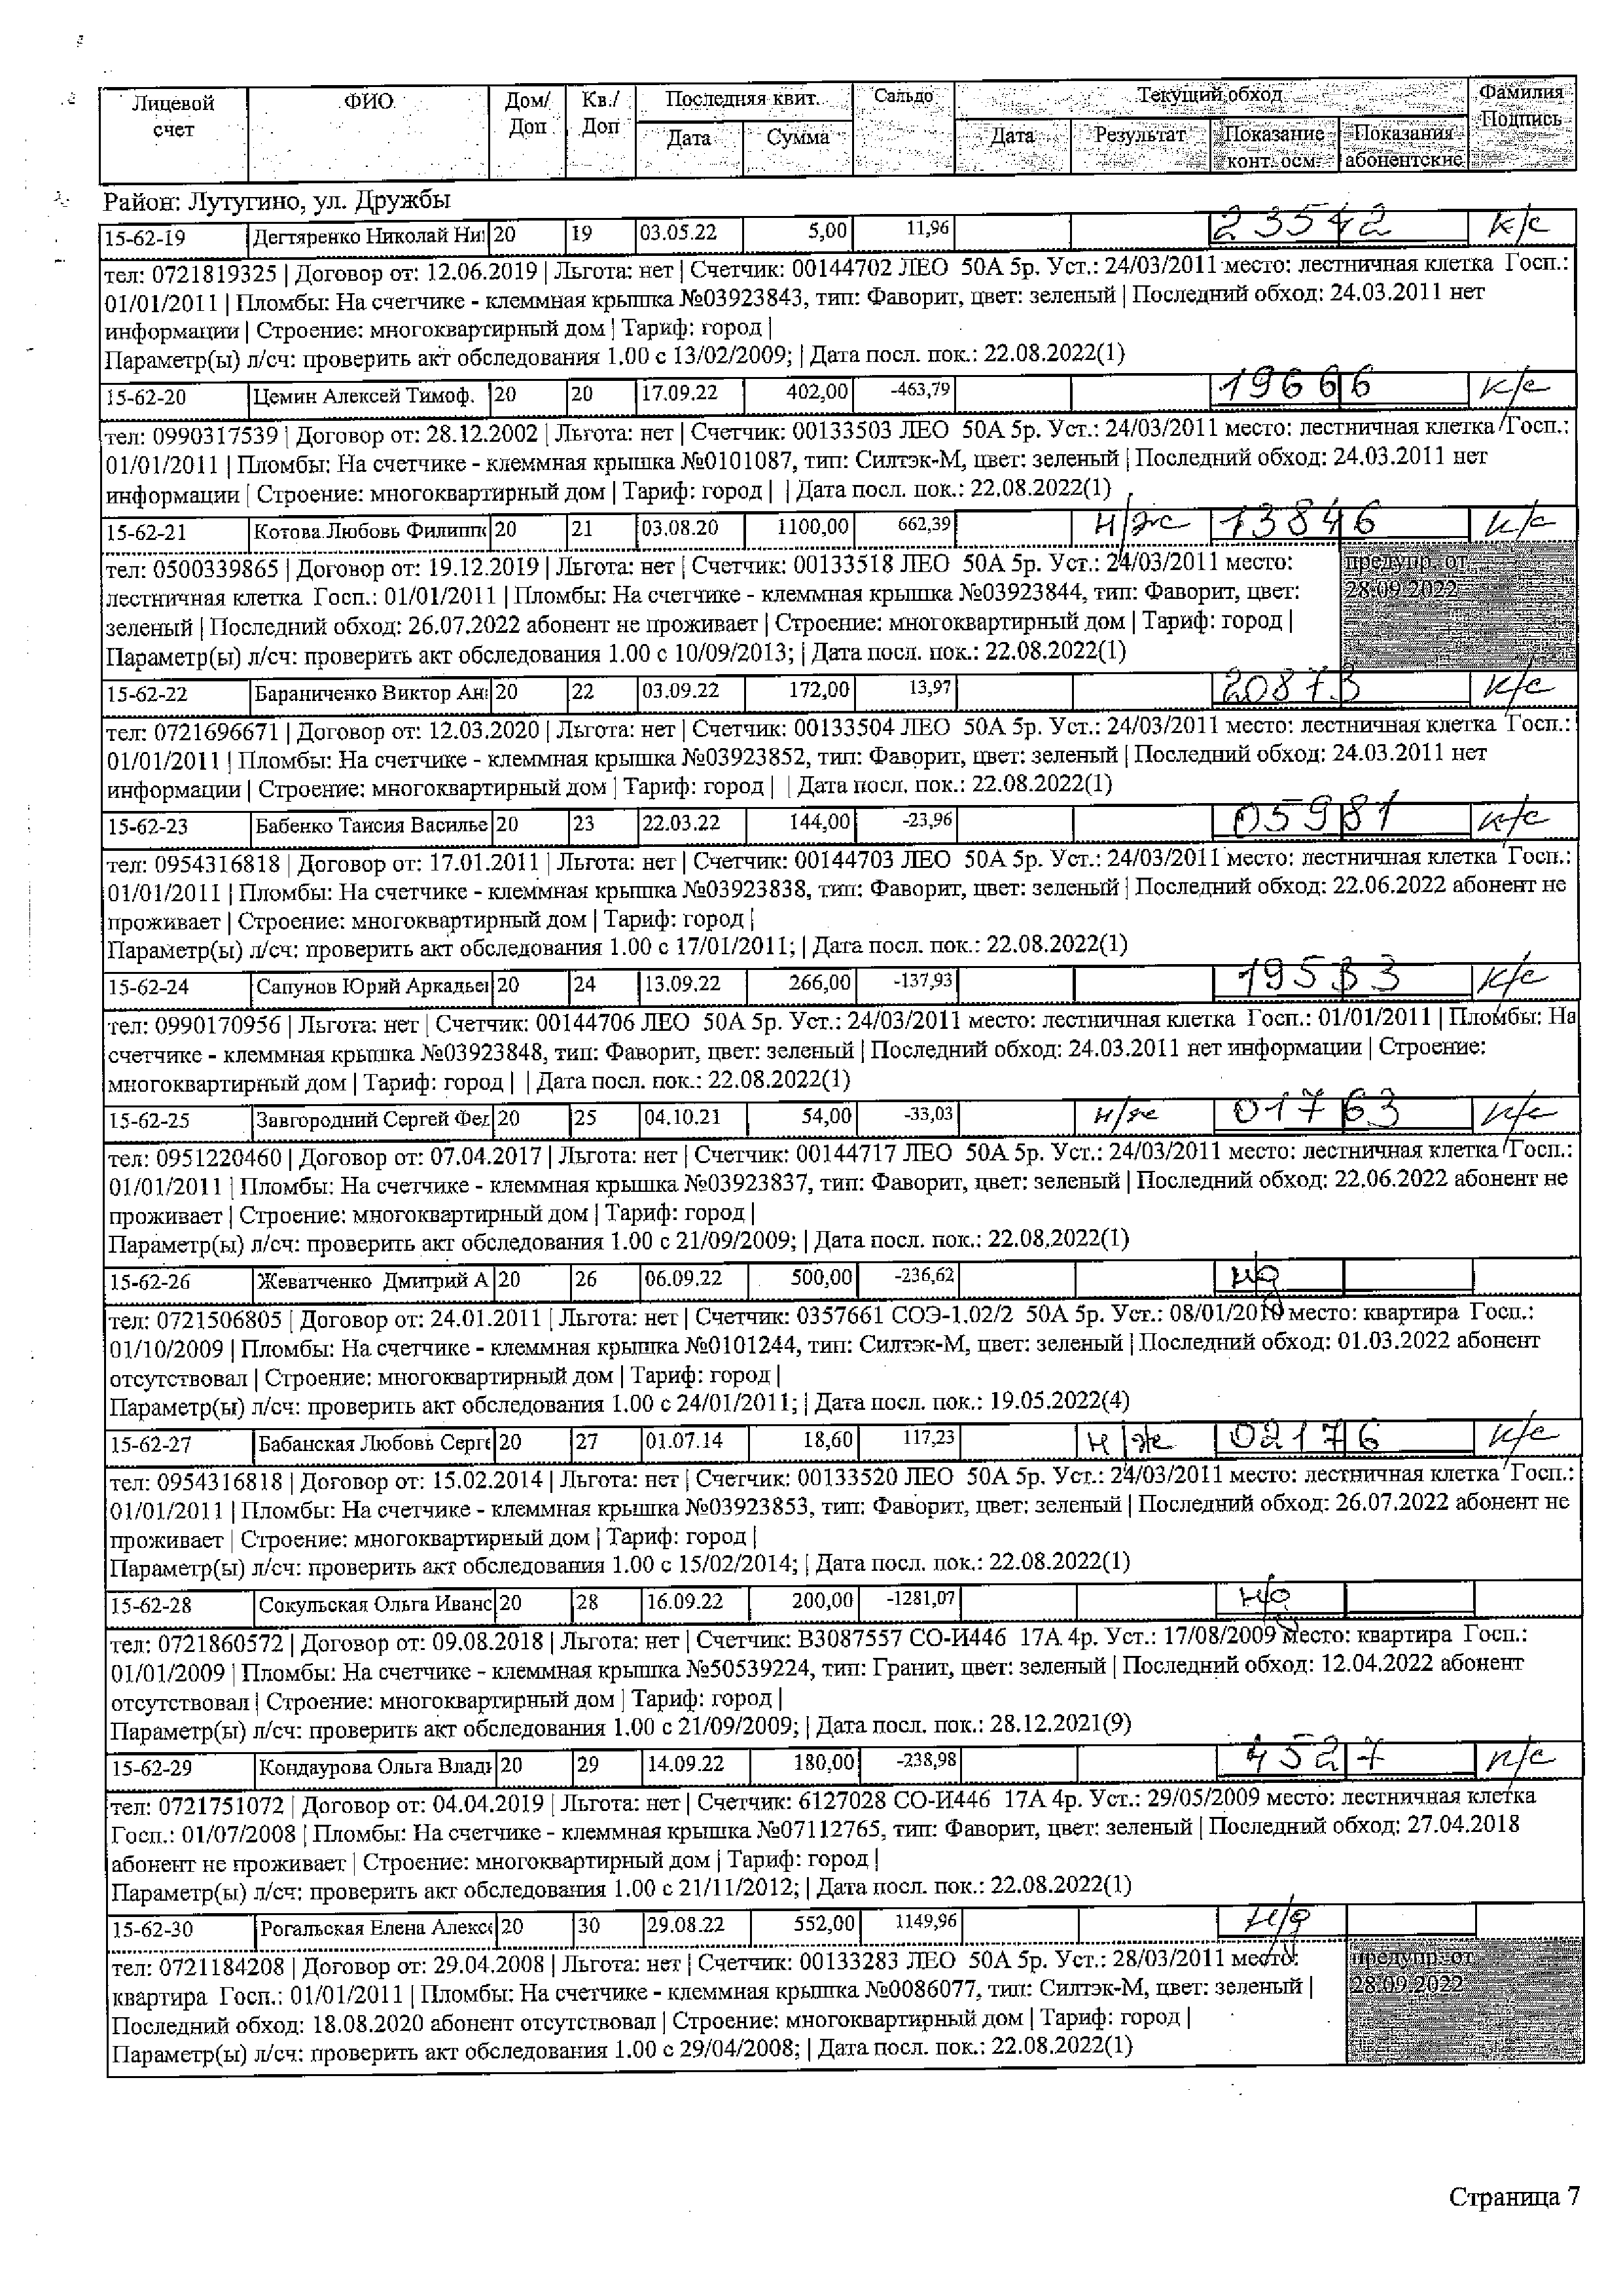 Лицевой счет | ФИО | Дом/Доп | Кв./Доп | Последняя квит. | Сальдо | Текущий обход | Фамилия Подпись
Дата | Сумма | Дата | Результат | Показание конт. осм. | Показания абонентские
Район: Лутугино, ул. Дружбы
15-62-19 | Дегтяренко Николай Ни | 20 | 19 | 03.05.22 | 5,00 | 11,96 | 23542 | к/с
тел: 0721819325 | Договор от: 12.06.2019 | Льгота: нет | Счетчик: 00144702 ЛЕО 50А 5р. Уст.: 24/03/2011 место: лестничная клетка Госп.:
01/01/2011 | Пломбы: На счетчике - клеммная крышка №03923843, тип: Фаворит, цвет: зеленый | Последний обход: 24.03.2011 нет
информации | Строение: многоквартирный дом | Тариф: город |
Параметр(ы) л/сч: проверить акт обследования 1.00 с 13/02/2009; | Дата посл. пок.: 22.08.2022(1)
15-62-20 | Цемин Алексей Тимоф. | 20 | 20 | 17.09.22 | 402,00 | -463,79 | 19666 | к/с
тел: 0990317539 | Договор от: 28.12.2002 | Льгота: нет | Счетчик: 00133503 ЛЕО 50А 5р. Уст.: 24/03/2011 место: лестничная клетка Госп.:
01/01/2011 | Пломбы: На счетчике - клеммная крышка №0101087, тип: Силтэк-М, цвет: зеленый | Последний обход: 24.03.2011 нет
информации | Строение: многоквартирный дом | Тариф: город | | Дата посл. пок.: 22.08.2022(1)
15-62-21 | Котова Любовь Филипп | 20 | 21 | 03.08.20 | 1100,00 | 662,39 | н/ж | 13846 | к/с
тел: 0500339865 | Договор от: 19.12.2019 | Льгота: нет | Счетчик: 00133518 ЛЕО 50А 5р. Уст.: 24/03/2011 место: | предупр. от
лестничная клетка Госп.: 01/01/2011 | Пломбы: На счетчике - клеммная крышка №03923844, тип: Фаворит, цвет: | 28.09.2022
зеленый | Последний обход: 26.07.2022 абонент не проживает | Строение: многоквартирный дом | Тариф: город |
Параметр(ы) л/сч: проверить акт обследования 1.00 с 10/09/2013; | Дата посл. пок.: 22.08.2022(1)
15-62-22 | Бараниченко Виктор Ан | 20 | 22 | 03.09.22 | 172,00 | 13,97 | 20873 | к/с
тел: 0721696671 | Договор от: 12.03.2020 | Льгота: нет | Счетчик: 00133504 ЛЕО 50А 5р. Уст.: 24/03/2011 место: лестничная клетка Госп.:
01/01/2011 | Пломбы: На счетчике - клеммная крышка №03923852, тип: Фаворит, цвет: зеленый | Последний обход: 24.03.2011 нет
информации | Строение: многоквартирный дом | Тариф: город | | Дата посл. пок.: 22.08.2022(1)
15-62-23 | Бабенко Таисия Василье | 20 | 23 | 22.03.22 | 144,00 | -23,96 | 05981 | к/с
тел: 0954316818 | Договор от: 17.01.2011 | Льгота: нет | Счетчик: 00144703 ЛЕО 50А 5р. Уст.: 24/03/2011 место: лестничная клетка Госп.:
01/01/2011 | Пломбы: На счетчике - клеммная крышка №03923838, тип: Фаворит, цвет: зеленый | Последний обход: 22.06.2022 абонент не
проживает | Строение: многоквартирный дом | Тариф: город |
Параметр(ы) л/сч: проверить акт обследования 1.00 с 17/01/2011; | Дата посл. пок.: 22.08.2022(1)
15-62-24 | Сапунов Юрий Аркадье | 20 | 24 | 13.09.22 | 266,00 | -137,93 | 19533 | к/с
тел: 0990170956 | Льгота: нет | Счетчик: 00144706 ЛЕО 50А 5р. Уст.: 24/03/2011 место: лестничная клетка Госп.: 01/01/2011 | Пломбы: На
счетчике - клеммная крышка №03923848, тип: Фаворит, цвет: зеленый | Последний обход: 24.03.2011 нет информации | Строение:
многоквартирный дом | Тариф: город | | Дата посл. пок.: 22.08.2022(1)
15-62-25 | Завгородний Сергей Фед | 20 | 25 | 04.10.21 | 54,00 | -33,03 | н/ж | 01763 | к/с
тел: 0951220460 | Договор от: 07.04.2017 | Льгота: нет | Счетчик: 00144717 ЛЕО 50А 5р. Уст.: 24/03/2011 место: лестничная клетка Госп.:
01/01/2011 | Пломбы: На счетчике - клеммная крышка №03923837, тип: Фаворит, цвет: зеленый | Последний обход: 22.06.2022 абонент не
проживает | Строение: многоквартирный дом | Тариф: город |
Параметр(ы) л/сч: проверить акт обследования 1.00 с 21/09/2009; | Дата посл. пок.: 22.08.2022(1)
15-62-26 | Жеватченко Дмитрий А | 20 | 26 | 06.09.22 | 500,00 | -236,62 | н/д
тел: 0721506805 | Договор от: 24.01.2011 | Льгота: нет | Счетчик: 0357661 СОЭ-1.02/2 50А 5р. Уст.: 08/01/2010 место: квартира Госп.:
01/10/2009 | Пломбы: На счетчике - клеммная крышка №0101244, тип: Силтэк-М, цвет: зеленый | Последний обход: 01.03.2022 абонент
отсутствовал | Строение: многоквартирный дом | Тариф: город |
Параметр(ы) л/сч: проверить акт обследования 1.00 с 24/01/2011; | Дата посл. пок.: 19.05.2022(4)
15-62-27 | Бабанская Любовь Серге | 20 | 27 | 01.07.14 | 18,60 | 117,23 | н/ж | 02176 | к/с
тел: 0954316818 | Договор от: 15.02.2014 | Льгота: нет | Счетчик: 00133520 ЛЕО 50А 5р. Уст.: 24/03/2011 место: лестничная клетка Госп.:
01/01/2011 | Пломбы: На счетчике - клеммная крышка №03923853, тип: Фаворит, цвет: зеленый | Последний обход: 26.07.2022 абонент не
проживает | Строение: многоквартирный дом | Тариф: город |
Параметр(ы) л/сч: проверить акт обследования 1.00 с 15/02/2014; | Дата посл. пок.: 22.08.2022(1)
15-62-28 | Сокульская Ольга Иванс | 20 | 28 | 16.09.22 | 200,00 | -1281,07 | н/д
тел: 0721860572 | Договор от: 09.08.2018 | Льгота: нет | Счетчик: В3087557 СО-И446 17А 4р. Уст.: 17/08/2009 место: квартира Госп.:
01/01/2009 | Пломбы: На счетчике - клеммная крышка №50539224, тип: Гранит, цвет: зеленый | Последний обход: 12.04.2022 абонент
отсутствовал | Строение: многоквартирный дом | Тариф: город |
Параметр(ы) л/сч: проверить акт обследования 1.00 с 21/09/2009; | Дата посл. пок.: 28.12.2021(9)
15-62-29 | Кондаурова Ольга Влад | 20 | 29 | 14.09.22 | 180,00 | -238,98 | 4527 | к/с
тел: 0721751072 | Договор от: 04.04.2019 | Льгота: нет | Счетчик: 6127028 СО-И446 17А 4р. Уст.: 29/05/2009 место: лестничная клетка
Госп.: 01/07/2008 | Пломбы: На счетчике - клеммная крышка №07112765, тип: Фаворит, цвет: зеленый | Последний обход: 27.04.2018
абонент не проживает | Строение: многоквартирный дом | Тариф: город |
Параметр(ы) л/сч: проверить акт обследования 1.00 с 21/11/2012; | Дата посл. пок.: 22.08.2022(1)
15-62-30 | Рогальская Елена Алекс | 20 | 30 | 29.08.22 | 552,00 | 1149,96 | н/д
тел: 0721184208 | Договор от: 29.04.2008 | Льгота: нет | Счетчик: 00133283 ЛЕО 50А 5р. Уст.: 28/03/2011 место: | предупр. от
квартира Госп.: 01/01/2011 | Пломбы: На счетчике - клеммная крышка №0086077, тип: Силтэк-М, цвет: зеленый | | 28.09.2022
Последний обход: 18.08.2020 абонент отсутствовал | Строение: многоквартирный дом | Тариф: город |
Параметр(ы) л/сч: проверить акт обследования 1.00 с 29/04/2008; | Дата посл. пок.: 22.08.2022(1)
Страница 7